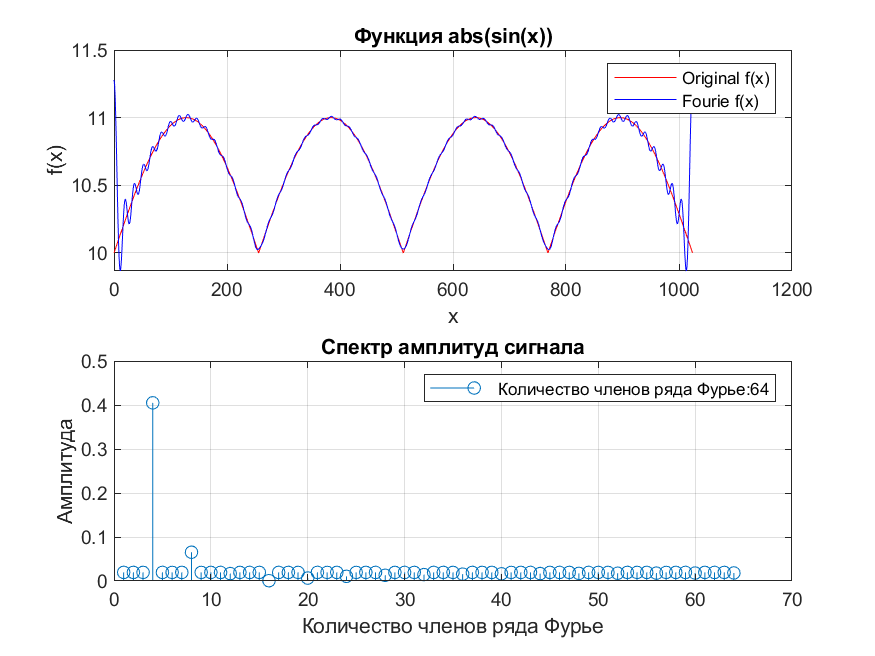 Функция abs(sin(x))
11.5
11
10.5
10
f(x)
Original f(x)
Fourie f(x)
0 200 400 600 800 1000 1200
x
Спектр амплитуд сигнала
0.5
0.4
0.3
0.2
0.1
0
Амплитуда
Количество членов ряда Фурье:64
0 10 20 30 40 50 60 70
Количество членов ряда Фурье